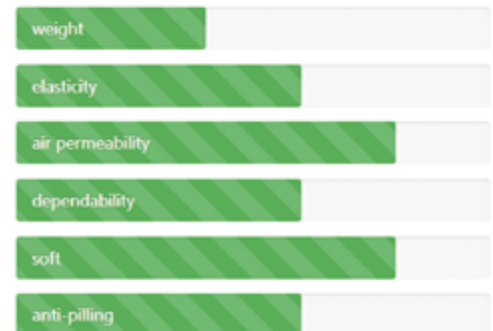 weight
elasticity
air permeability
dependability
soft
anti-pilling